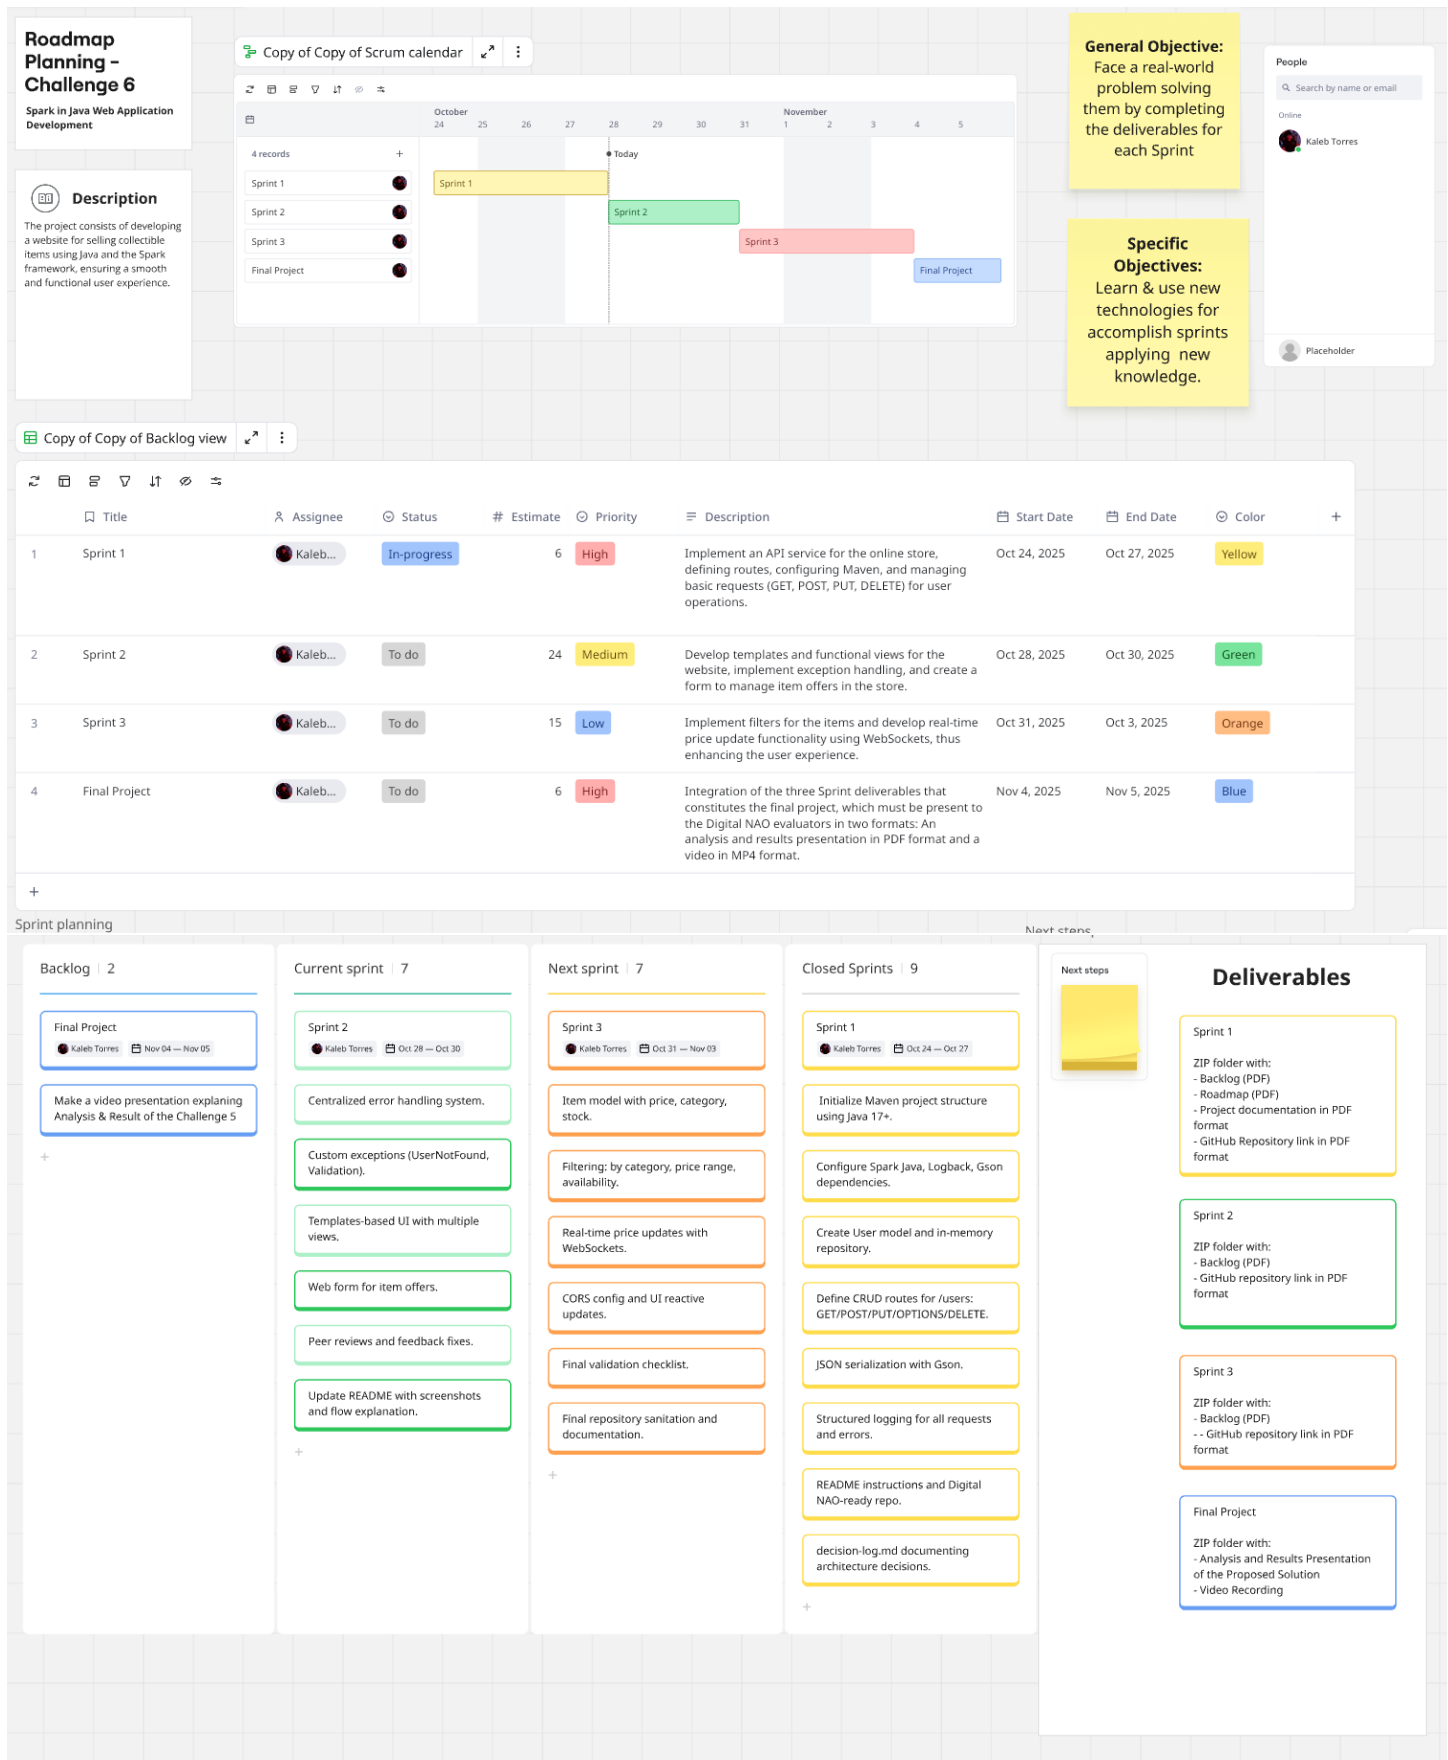 Roadmap
Planning -
Challenge 6
Spark in Java Web Application
Development
Description
The project consists of developing
a website for selling collectible
items using Java and the Spark
framework, ensuring a smooth
and functional user experience.
Copy of Copy of Scrum calendar
October
November
24 25 26 27 28 29 30 31 1 2 3 4 5
4 records
+
Today
Sprint 1
Sprint 1
Sprint 2
Sprint 2
Sprint 3
Sprint 3
Final Project
Final Project
General Objective:
Face a real-world
problem solving
them by completing
the deliverables for
each Sprint
Specific
Objectives:
Learn & use new
technologies for
accomplish sprints
applying new
knowledge.
People
Search by name or email
Online
Kaleb Torres
Placeholder
Copy of Copy of Backlog view
Title Assignee Status # Estimate Priority Description Start Date End Date Color +
1 Sprint 1 Kaleb... In-progress 6 High Implement an API service for the online store, Oct 24, 2025 Oct 27, 2025 Yellow
defining routes, configuring Maven, and managing
basic requests (GET, POST, PUT, DELETE) for user
operations.
2 Sprint 2 Kaleb... To do 24 Medium Develop templates and functional views for the Oct 28, 2025 Oct 30, 2025 Green
website, implement exception handling, and create a
form to manage item offers in the store.
3 Sprint 3 Kaleb... To do 15 Low Implement filters for the items and develop real-time Oct 31, 2025 Oct 3, 2025 Orange
price update functionality using WebSockets, thus
enhancing the user experience.
4 Final Project Kaleb... To do 6 High Integration of the three Sprint deliverables that Nov 4, 2025 Nov 5, 2025 Blue
constitutes the final project, which must be present to
the Digital NAO evaluators in two formats: An
analysis and results presentation in PDF format and a
video in MP4 format.
+
Sprint planning
Next steps,
Backlog 2
Final Project
Kaleb Torres Nov 04 — Nov 05
Make a video presentation explaning
Analysis & Result of the Challenge 5
+
Current sprint 7
Sprint 2
Kaleb Torres Oct 28 — Oct 30
Centralized error handling system.
Custom exceptions (UserNotFound,
Validation).
Templates-based UI with multiple
views.
Web form for item offers.
Peer reviews and feedback fixes.
Update README with screenshots
and flow explanation.
+
Next sprint 7
Sprint 3
Kaleb Torres Oct 31 — Nov 03
Item model with price, category,
stock.
Filtering: by category, price range,
availability.
Real-time price updates with
WebSockets.
CORS config and UI reactive
updates.
Final validation checklist.
Final repository sanitation and
documentation.
+
Closed Sprints 9
Sprint 1
Kaleb Torres Oct 24 — Oct 27
Initialize Maven project structure
using Java 17+.
Configure Spark Java, Logback, Gson
dependencies.
Create User model and in-memory
repository.
Define CRUD routes for /users:
GET/POST/PUT/OPTIONS/DELETE.
JSON serialization with Gson.
Structured logging for all requests
and errors.
README instructions and Digital
NAO-ready repo.
decision-log.md documenting
architecture decisions.
+
Next steps
Deliverables
Sprint 1
ZIP folder with:
- Backlog (PDF)
- Roadmap (PDF)
- Project documentation in PDF
format
- GitHub Repository link in PDF
format
Sprint 2
ZIP folder with:
- Backlog (PDF)
- GitHub repository link in PDF
format
Sprint 3
ZIP folder with:
- Backlog (PDF)
- - GitHub repository link in PDF
format
Final Project
ZIP folder with:
- Analysis and Results Presentation
of the Proposed Solution
- Video Recording